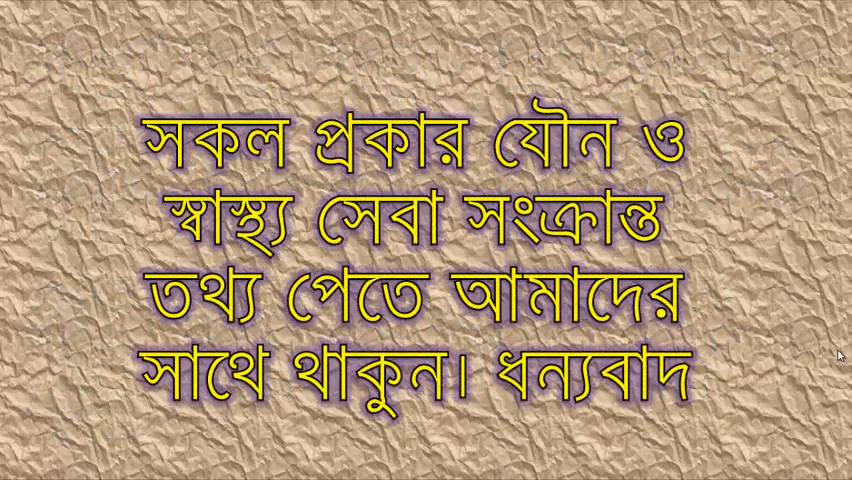 সকল প্রকার যৌন ও
স্বাস্থ্য সেবা সংক্রান্ত
তথ্য পেতে আমাদের
সাথে থাকুন। ধন্যবাদ